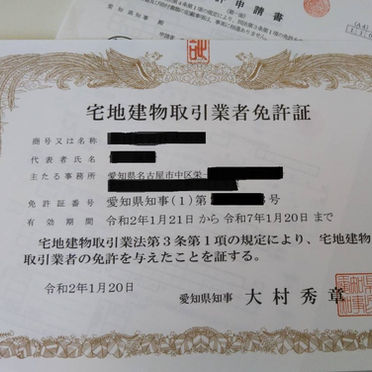 申請書
宅地建物取引業者免許証
商号又は名称
代表者氏名
主たる事務所 愛知県名古屋市中区栄
免許証番号 愛知県知事(1)第 号
有効期間 令和2年1月21日から令和7年1月20日まで
宅地建物取引業法第3条第1項の規定により、宅地建物
取引業者の免許を与えたことを証する。
令和2年1月20日
愛知県知事 大村秀章